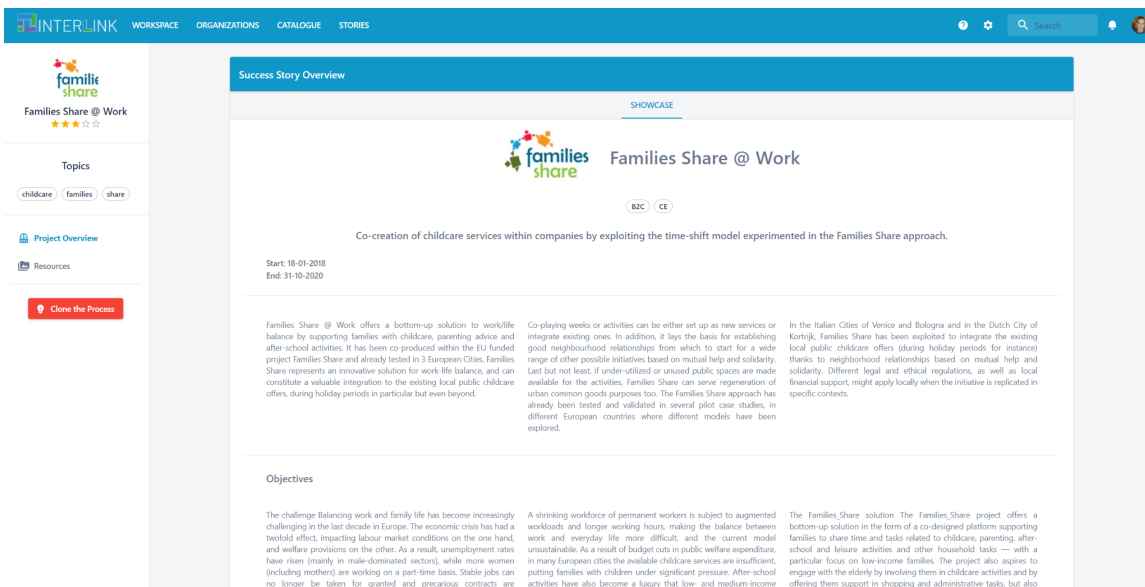 INTERLINK WORKSPACE ORGANIZATIONS CATALOGUE STORIES Search
familie
share
Families Share @ Work
Topics
childcare families share
Project Overview
Resources
Clone the Process
Success Story Overview
SHOWCASE
families
share
Families Share @ Work
B2C CE
Co-creation of childcare services within companies by exploiting the time-shift model experimented in the Families Share approach.
Start: 18-01-2018
End: 31-10-2020
Families Share @ Work offers a bottom-up solution to work/life
balance by supporting families with childcare, parenting advice and
after-school activities. It has been co-produced within the EU funded
project Families Share and already tested in 3 European Cities. Families
Share represents an innovative solution for work-life balance, and can
constitute a valuable integration to the existing local public childcare
offers, during holiday periods in particular but even beyond.
Co-playing weeks or activities can be either set up as new services or
integrate existing ones. In addition, it lays the basis for establishing
good neighbourhood relationships from which to start for a wide
range of other possible initiatives based on mutual help and solidarity.
Last but not least, if under-utilized or unused public spaces are made
available for the activities, Families Share can serve regeneration of
urban common goods purposes too. The Families Share approach has
already been tested and validated in several pilot case studies, in
different European countries where different models have been
explored.
In the Italian Cities of Venice and Bologna and in the Dutch City of
Kortrijk, Families Share has been exploited to integrate the existing
local public childcare offers (during holiday periods for instance)
thanks to neighborhood relationships based on mutual help and
solidarity. Different legal and ethical regulations, as well as local
financial support, might apply locally when the initiative is replicated in
specific contexts.
Objectives
The challenge Balancing work and family life has become increasingly
challenging in the last decade in Europe. The economic crisis has had a
twofold effect, impacting labour market conditions on the one hand,
and welfare provisions on the other. As a result, unemployment rates
have risen (mainly in male-dominated sectors), while more women
(including mothers) are working on a part-time basis. Stable jobs can
no longer be taken for granted and precarious contracts are
A shrinking workforce of permanent workers is subject to augmented
workloads and longer working hours, making the balance between
work and everyday life more difficult, and the current model
unsustainable. As a result of budget cuts in public welfare expenditure,
in many European cities the available childcare services are insufficient,
putting families with children under significant pressure. After-school
activities have also become a luxury that low- and medium-income
The Families_Share solution The Families_Share project offers a
bottom-up solution in the form of a co-designed platform supporting
families to share time and tasks related to childcare, parenting, after-
school and leisure activities and other household tasks — with a
particular focus on low-income families. The project also aspires to
engage with the elderly by involving them in childcare activities and by
offering them support in shopping and administrative tasks, but also